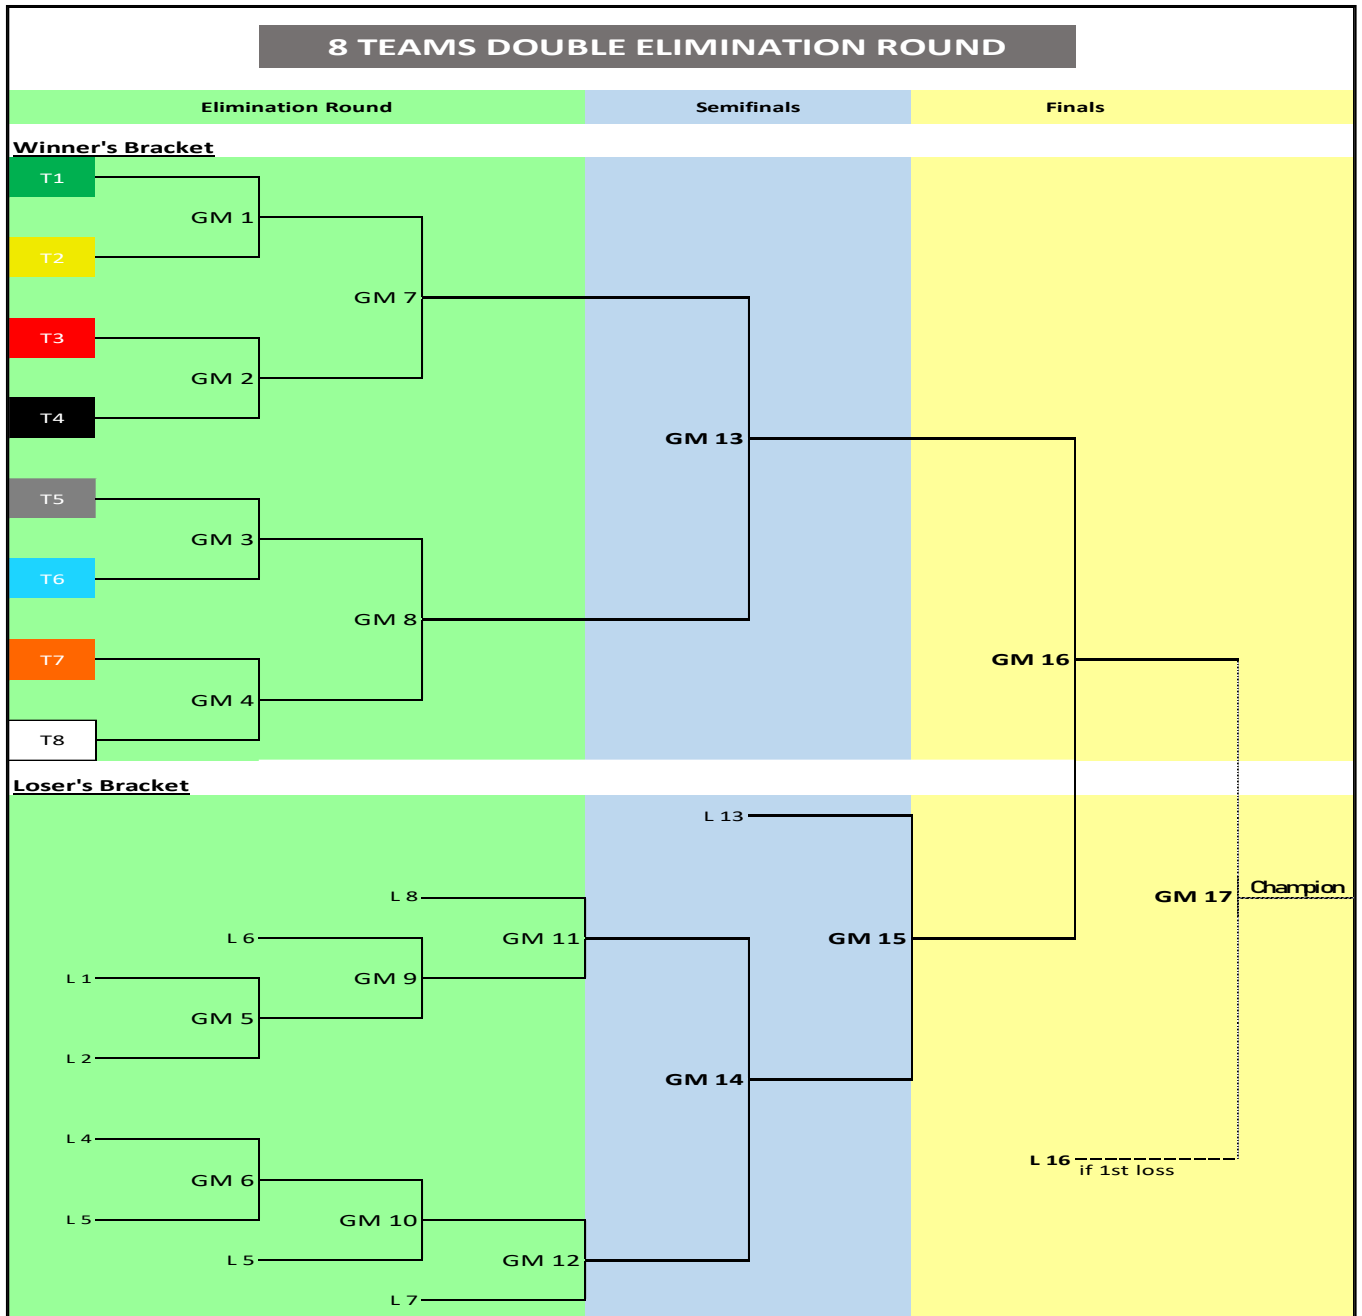 8 TEAMS DOUBLE ELIMINATION ROUND
Elimination Round
Semifinals
Finals
Winner's Bracket
T1
GM 1
T2
GM 7
T3
GM 2
T4
GM 13
T5
GM 3
T6
GM 8
T7
GM 16
GM 4
T8
Loser's Bracket
L 13
L 8
GM 17
Champion
L 6
GM 11
GM 15
L 1
GM 9
GM 5
L 2
GM 14
L 4
L 16
if 1st loss
GM 6
L 5
GM 10
L 5
GM 12
L 7